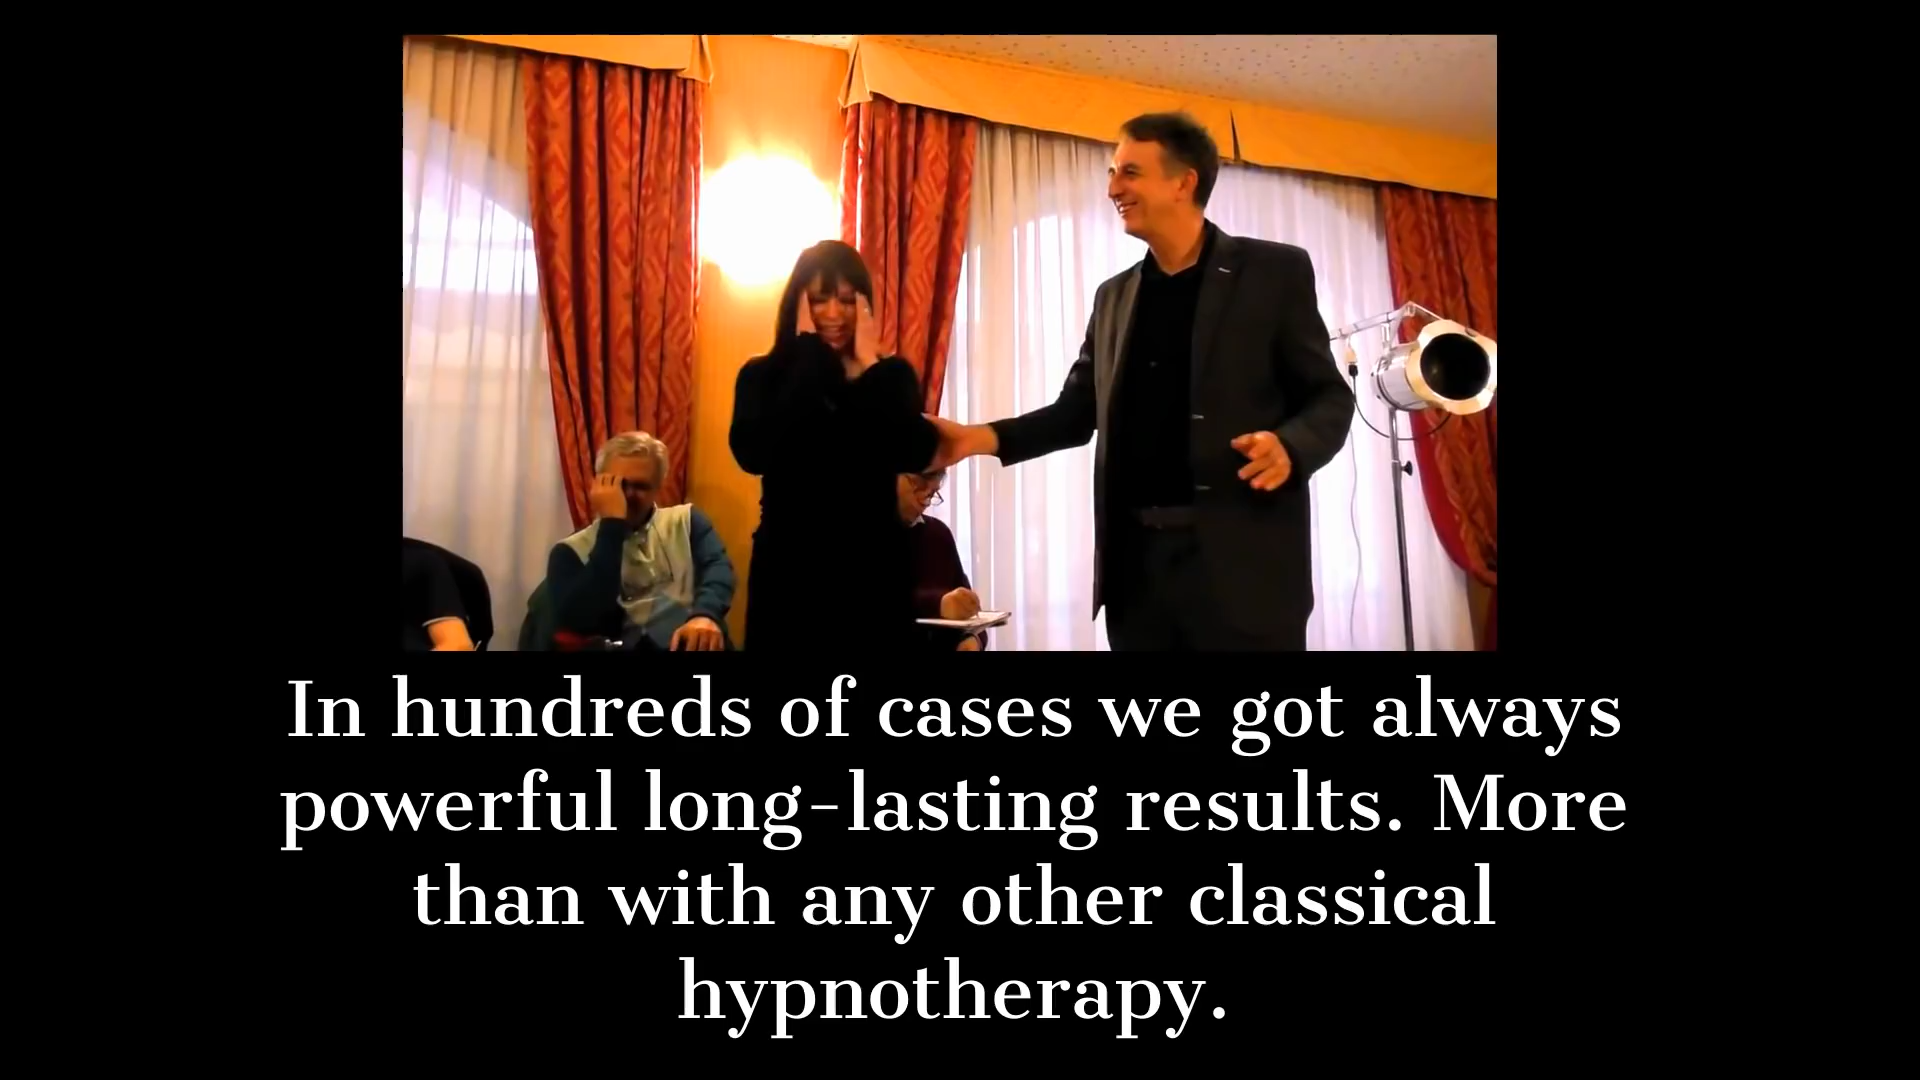 In hundreds of cases we got always
powerful long-lasting results. More
than with any other classical
hypnotherapy.